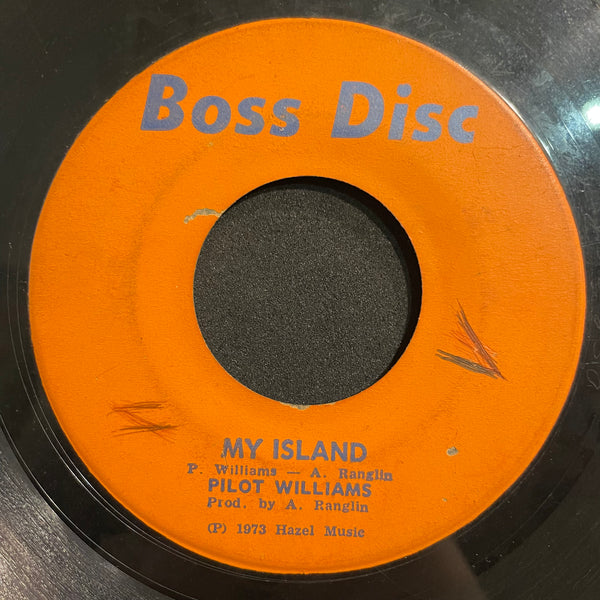 Boss Disc
MY ISLAND
P. Williams — A. Ranglin
PILOT WILLIAMS
Prod. by A. Ranglin
(P) 1973 Hazel Music